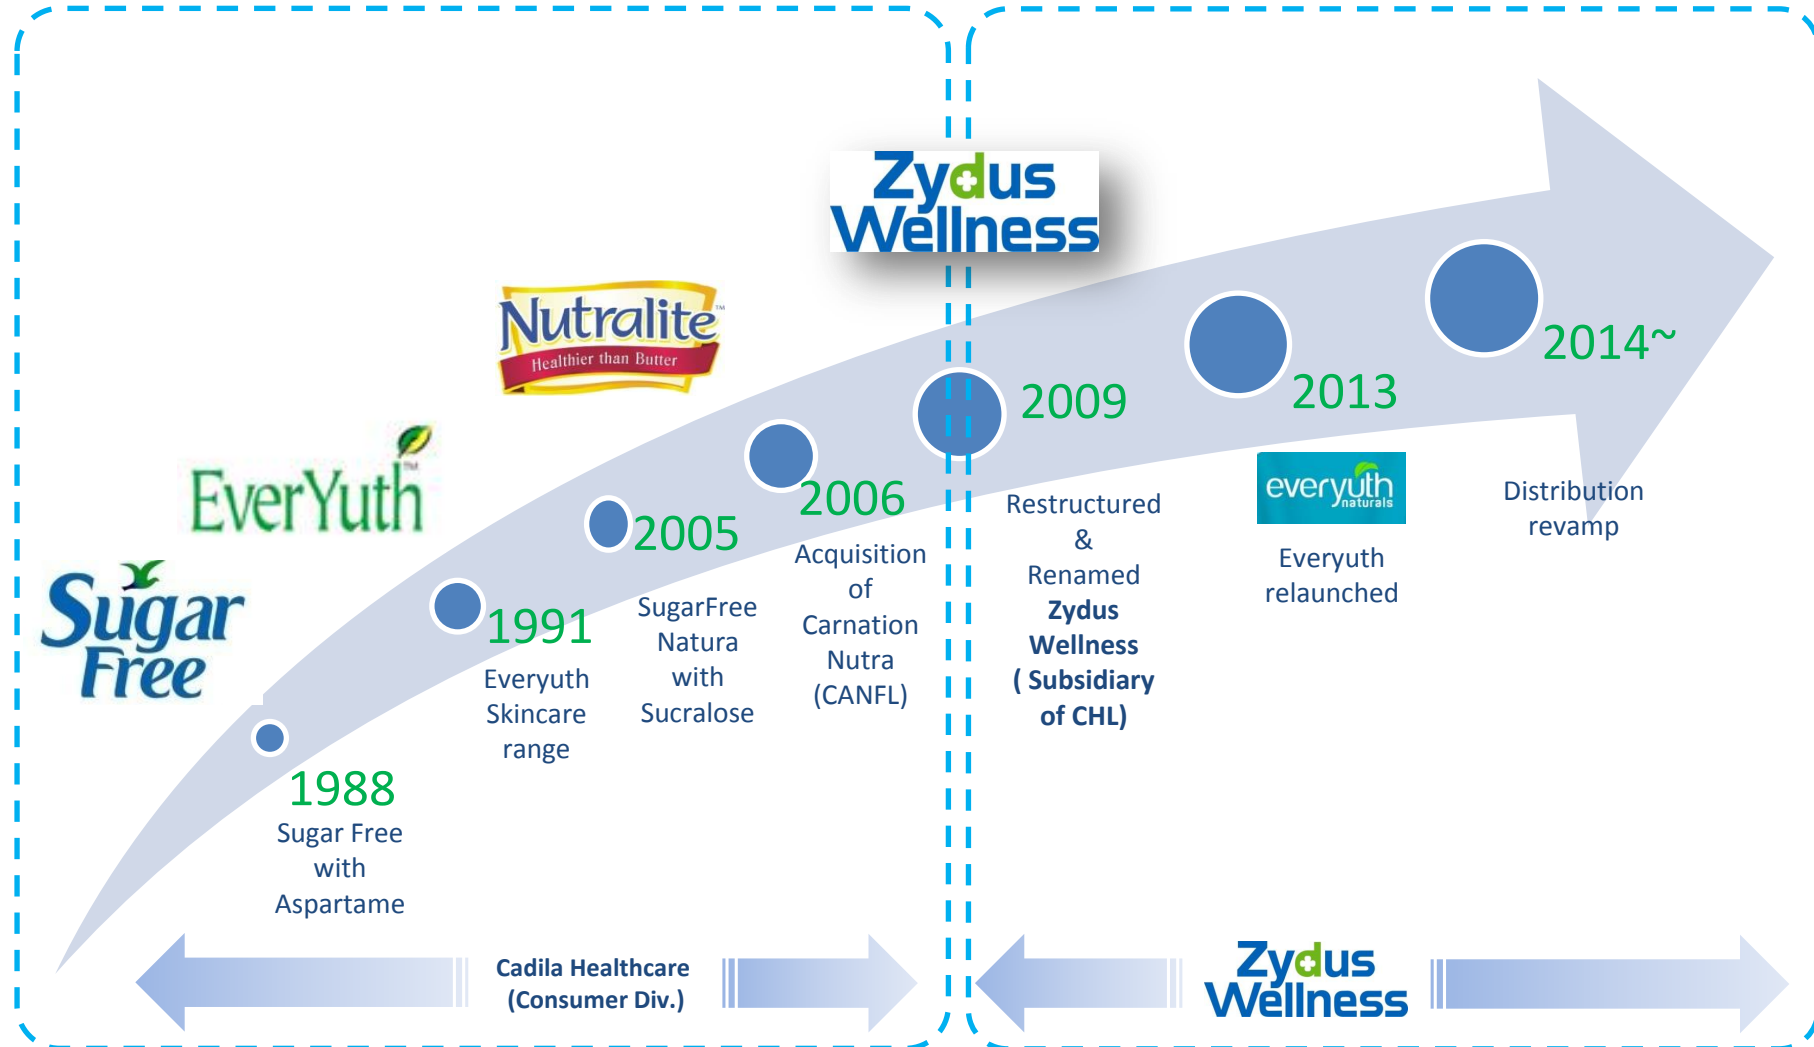 Zydus
Wellness
Nutralite™
Healthier than Butter
EverYuth™
Sugar
Free
1988
Sugar Free
with
Aspartame
1991
Everyuth
Skincare
range
2005
SugarFree
Natura
with
Sucralose
2006
Acquisition
of
Carnation
Nutra
(CANFL)
2009
Restructured
&
Renamed
Zydus
Wellness
( Subsidiary
of CHL)
2013
everyuth
naturals
Everyuth
relaunched
2014~
Distribution
revamp
Cadila Healthcare
(Consumer Div.)
Zydus
Wellness